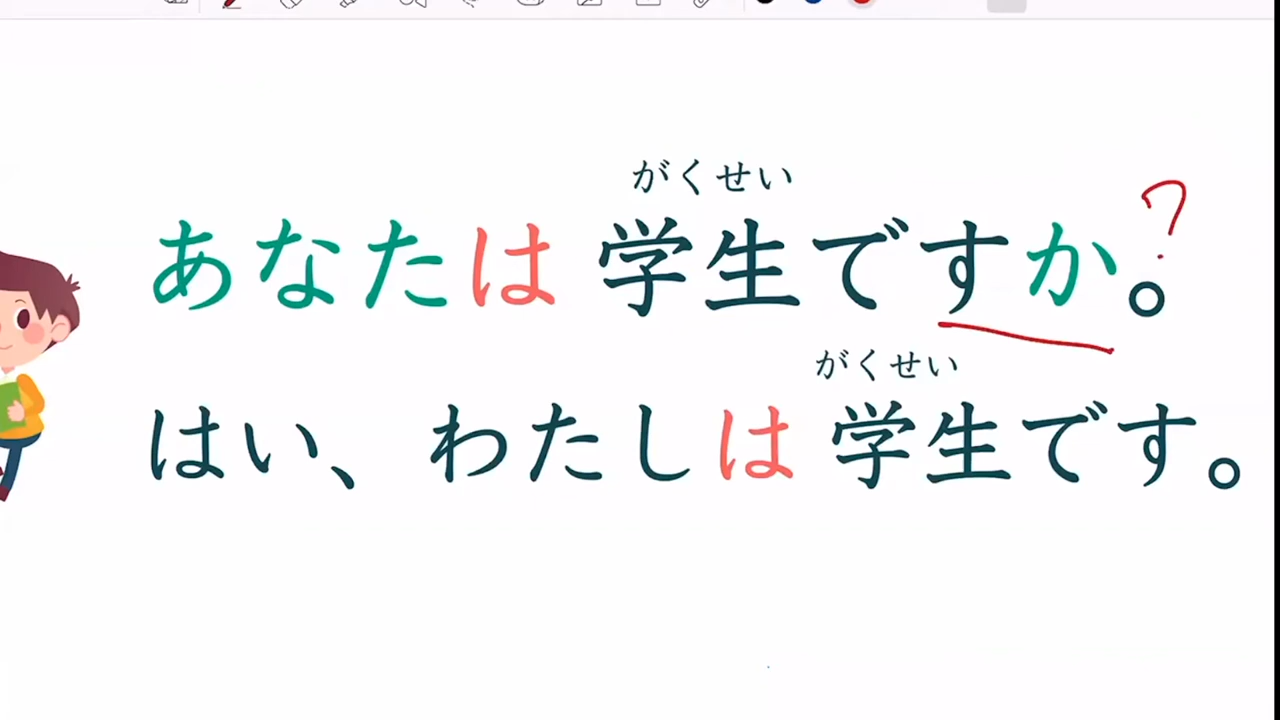 がくせい
あなたは 学生ですか。?
がくせい
はい、わたしは 学生です。